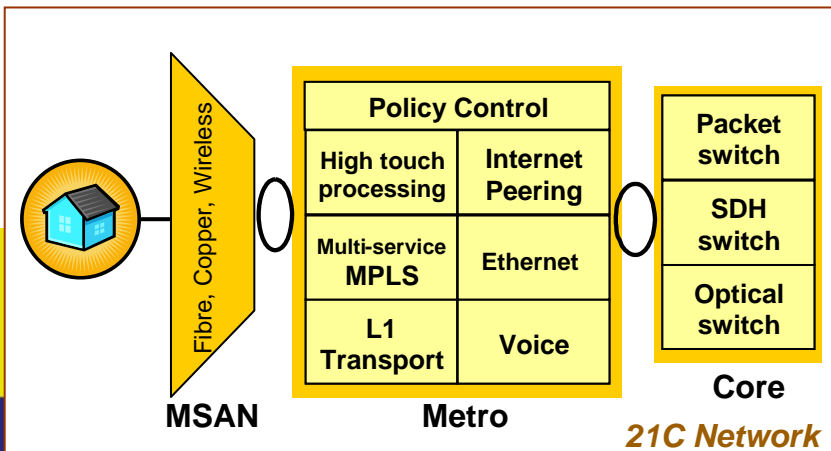 Fibre, Copper, Wireless
MSAN
Policy Control
High touch
processing
Internet
Peering
Multi-service
MPLS
Ethernet
L1
Transport
Voice
Metro
Packet
switch
SDH
switch
Optical
switch
Core
21C Network